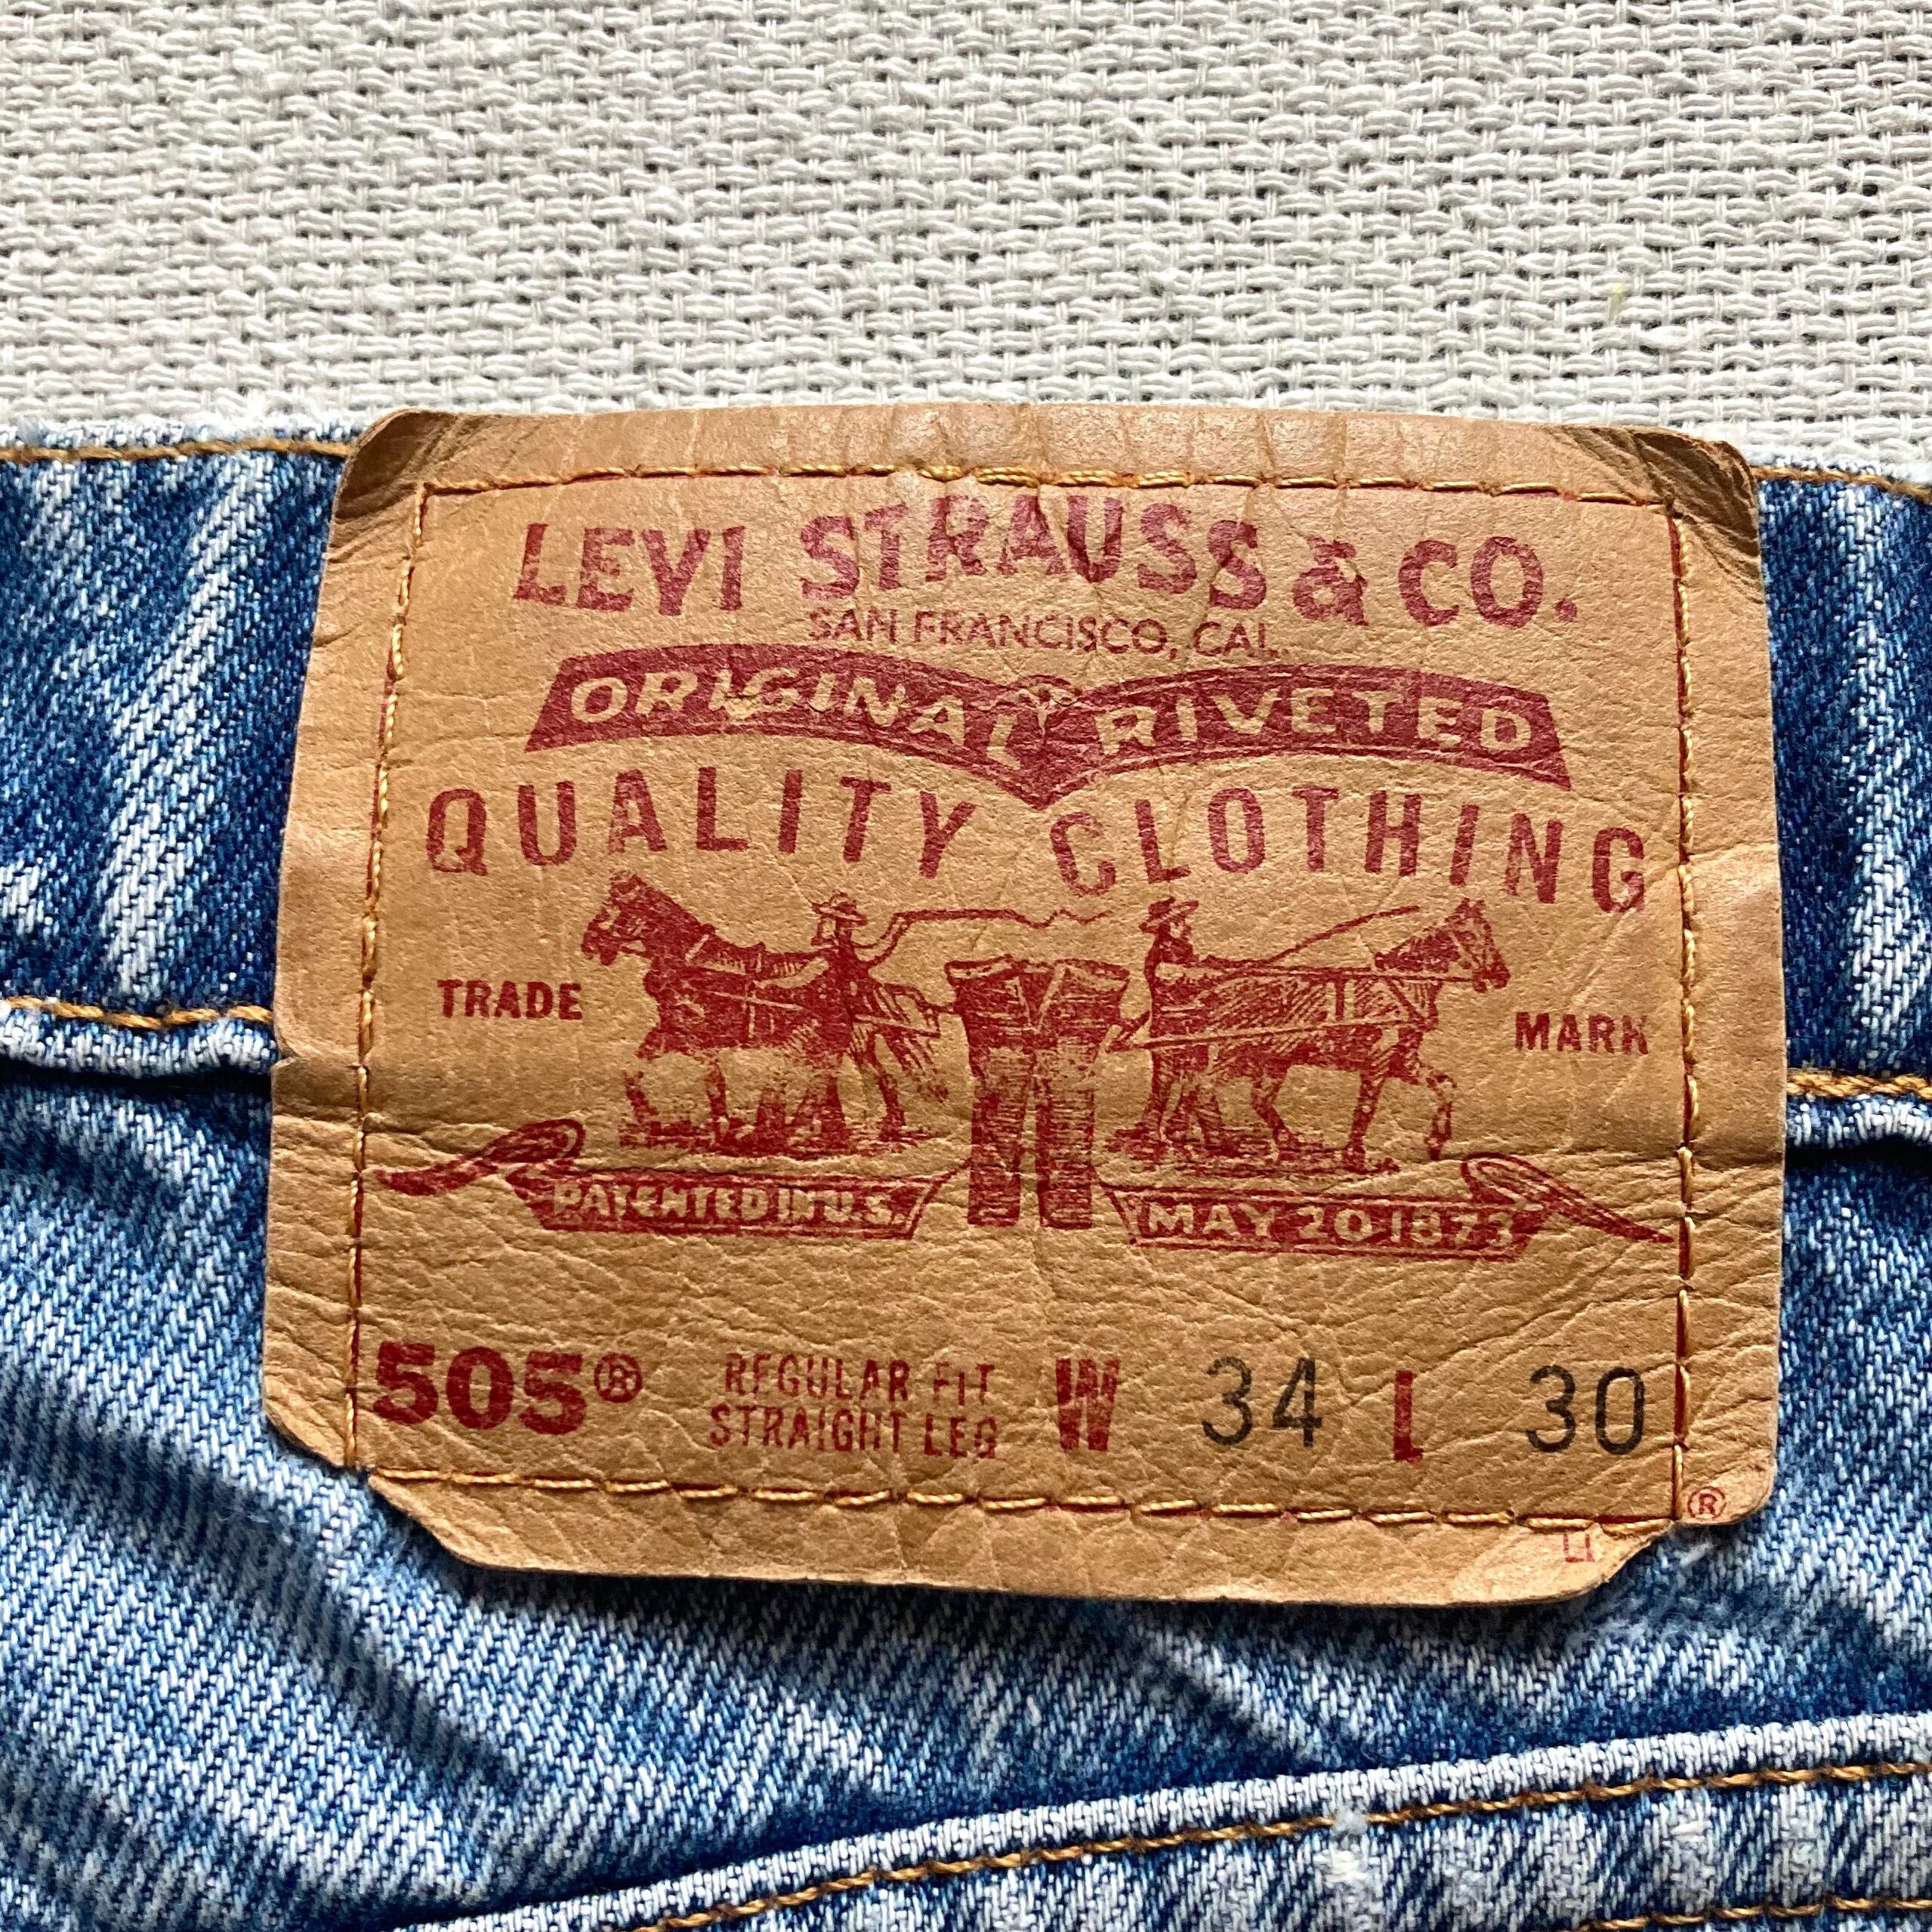 LEVI STRAUSS & CO.
SAN FRANCISCO, CAL.
ORIGINAL RIVETED
QUALITY CLOTHING
TRADE MARK
PATENTED IN U.S. MAY 20 1873
505® REGULAR FIT W 34 L 30
STRAIGHT LEG
®